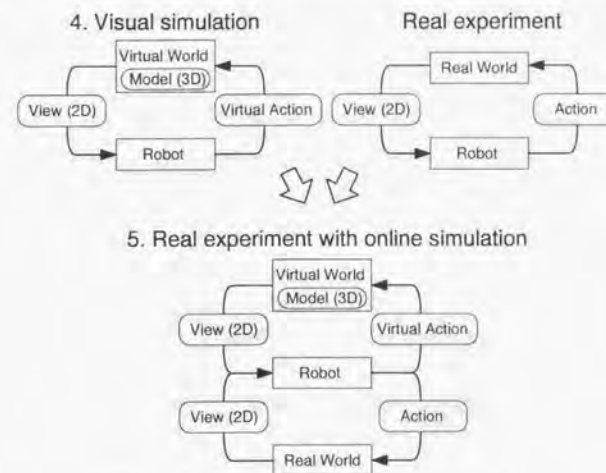 4. Visual simulation
Virtual World
Model (3D)
View (2D)
Virtual Action
Robot
Real experiment
Real World
View (2D)
Action
Robot
5. Real experiment with online simulation
Virtual World
Model (3D)
View (2D)
Virtual Action
Robot
View (2D)
Action
Real World